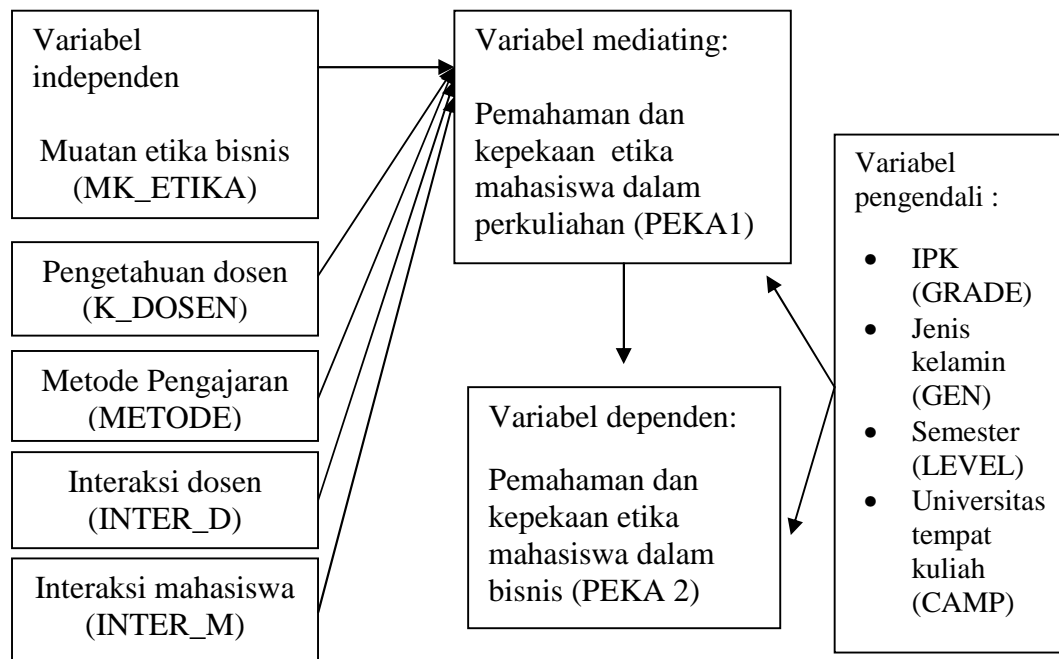 Variabel
independen
Muatan etika bisnis
(MK_ETIKA)
Pengetahuan dosen
(K_DOSEN)
Metode Pengajaran
(METODE)
Interaksi dosen
(INTER_D)
Interaksi mahasiswa
(INTER_M)
Variabel mediating:
Pemahaman dan
kepekaan etika
mahasiswa dalam
perkuliahan (PEKA1)
Variabel dependen:
Pemahaman dan
kepekaan etika
mahasiswa dalam
bisnis (PEKA 2)
Variabel
pengendali :
• IPK
(GRADE)
• Jenis
kelamin
(GEN)
• Semester
(LEVEL)
• Universitas
tempat
kuliah
(CAMP)